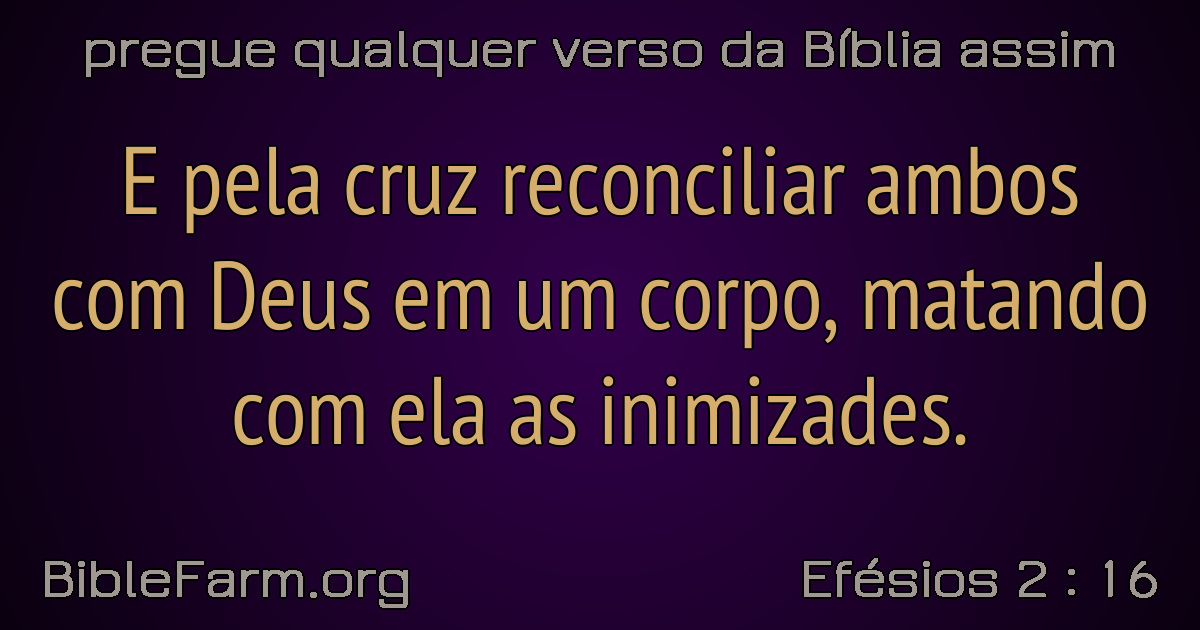 pregue qualquer verso da Bíblia assim
E pela cruz reconciliar ambos
com Deus em um corpo, matando
com ela as inimizades.
BibleFarm.org
Efésios 2 : 16